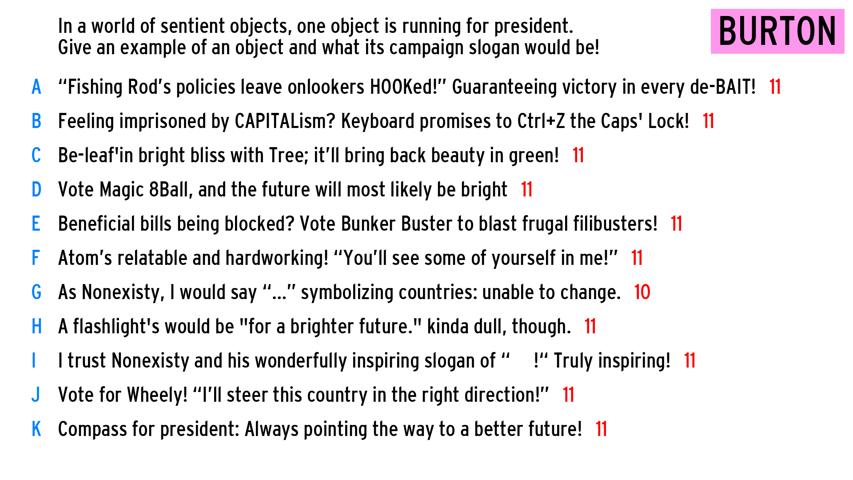 In a world of sentient objects, one object is running for president.
Give an example of an object and what its campaign slogan would be!
BURTON
A “Fishing Rod’s policies leave onlookers HOOKed!” Guaranteeing victory in every de-BAIT! 11
B Feeling imprisoned by CAPITALism? Keyboard promises to Ctrl+Z the Caps' Lock! 11
C Be-leaf'in bright bliss with Tree; it’ll bring back beauty in green! 11
D Vote Magic 8Ball, and the future will most likely be bright 11
E Beneficial bills being blocked? Vote Bunker Buster to blast frugal filibusters! 11
F Atom’s relatable and hardworking! “You’ll see some of yourself in me!” 11
G As Nonexisty, I would say “...” symbolizing countries: unable to change. 10
H A flashlight's would be "for a brighter future." kinda dull, though. 11
I I trust Nonexisty and his wonderfully inspiring slogan of “ !“ Truly inspiring! 11
J Vote for Wheely! “I’ll steer this country in the right direction!” 11
K Compass for president: Always pointing the way to a better future! 11